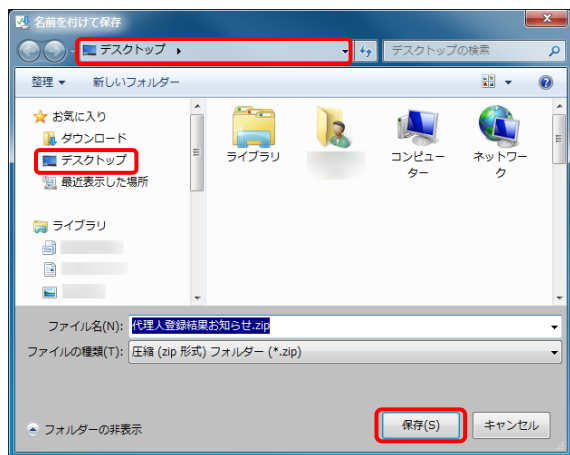 名前を付けて保存
デスクトップ
デスクトップの検索
整理
新しいフォルダー
お気に入り
ダウンロード
デスクトップ
最近表示した場所
ライブラリ
ライブラリ
コンピューター
ネットワーク
ファイル名(N): 代理人登録結果お知らせ.zip
ファイルの種類(T): 圧縮 (zip 形式) フォルダー (*.zip)
フォルダーの非表示
保存(S)
キャンセル